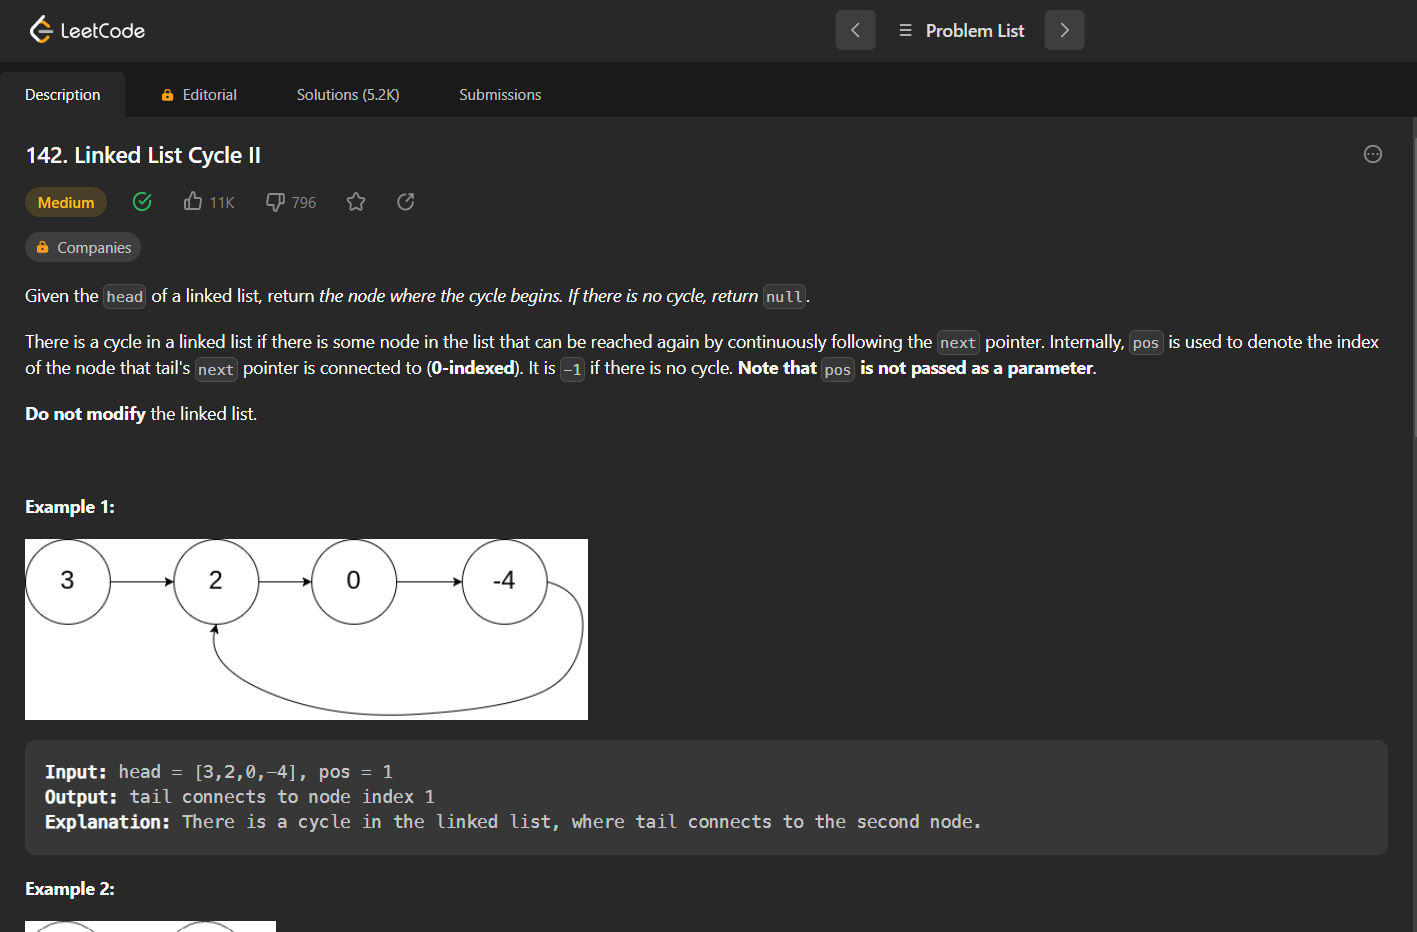 LeetCode
Problem List
Description
Editorial
Solutions (5.2K)
Submissions
142. Linked List Cycle II
Medium
11K
796
Companies
Given the head of a linked list, return the node where the cycle begins. If there is no cycle, return null.
There is a cycle in a linked list if there is some node in the list that can be reached again by continuously following the next pointer. Internally, pos is used to denote the index
of the node that tail's next pointer is connected to (0-indexed). It is -1 if there is no cycle. Note that pos is not passed as a parameter.
Do not modify the linked list.
Example 1:
3
2
0
-4
Input: head = [3,2,0,-4], pos = 1
Output: tail connects to node index 1
Explanation: There is a cycle in the linked list, where tail connects to the second node.
Example 2: